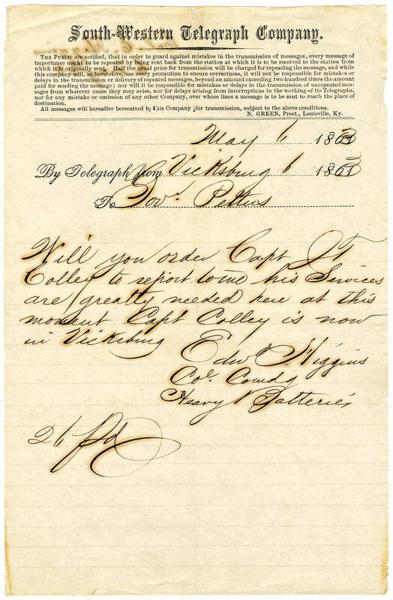 South-Western Telegraph Company.
THE PUBLIC are notified, that in order to guard against mistakes in the transmission of messages, every message of
importance ought to be repeated by being sent back from the station at which it is to be received to the station from
which it is originally sent. Half the usual price for transmission will be charged for repeating the message, and while
this company will, as heretofore, use every precaution to ensure correctness, it will not be responsible for mistakes or
delays in the transmission or delivery of repeated messages, beyond an amount exceeding two hundred times the amount
paid for sending the message; nor will it be responsible for mistakes or delays in the transmission of unrepeated mes-
sages from whatever cause they may arise, nor for delays arising from interruptions in the working of its Telegraphs,
nor for any mistake or omission of any other Company, over whose lines a message is to be sent to reach the place of
destination.
All messages will hereafter be received by this Company for transmission, subject to the above conditions.
N. GREEN, Prest., Louisville, Ky.
May 6 1863
By Telegraph from Vicksburg 6 1863
To Govr. Pettus
Will you order Capt J T
Colley to report to me his Services
are greatly needed here at this
moment Capt Colley is now
in Vicksburg
Edwd Higgins
Col Comdg
Heavy Batteries
26 pd